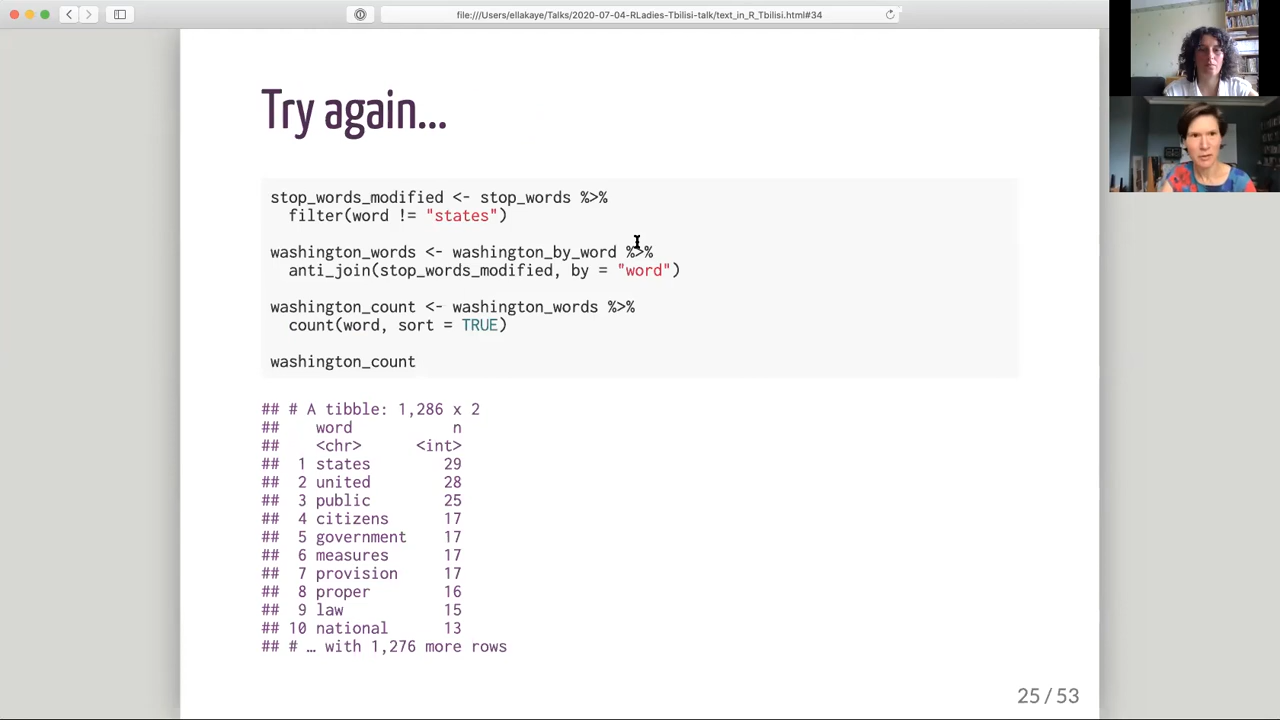 file:///Users/ellakaye/Talks/2020-07-04-RLadies-Tbilisi-talk/text_in_R_Tbilisi.html#34
Try again...
stop_words_modified <- stop_words %>%
  filter(word != "states")
washington_words <- washington_by_word %>%
  anti_join(stop_words_modified, by = "word")
washington_count <- washington_words %>%
  count(word, sort = TRUE)
washington_count
## # A tibble: 1,286 x 2
##    word           n
##    <chr>      <int>
##  1 states        29
##  2 united        28
##  3 public        25
##  4 citizens      17
##  5 government    17
##  6 measures      17
##  7 provision     17
##  8 proper        16
##  9 law           15
## 10 national      13
## # … with 1,276 more rows
25 / 53